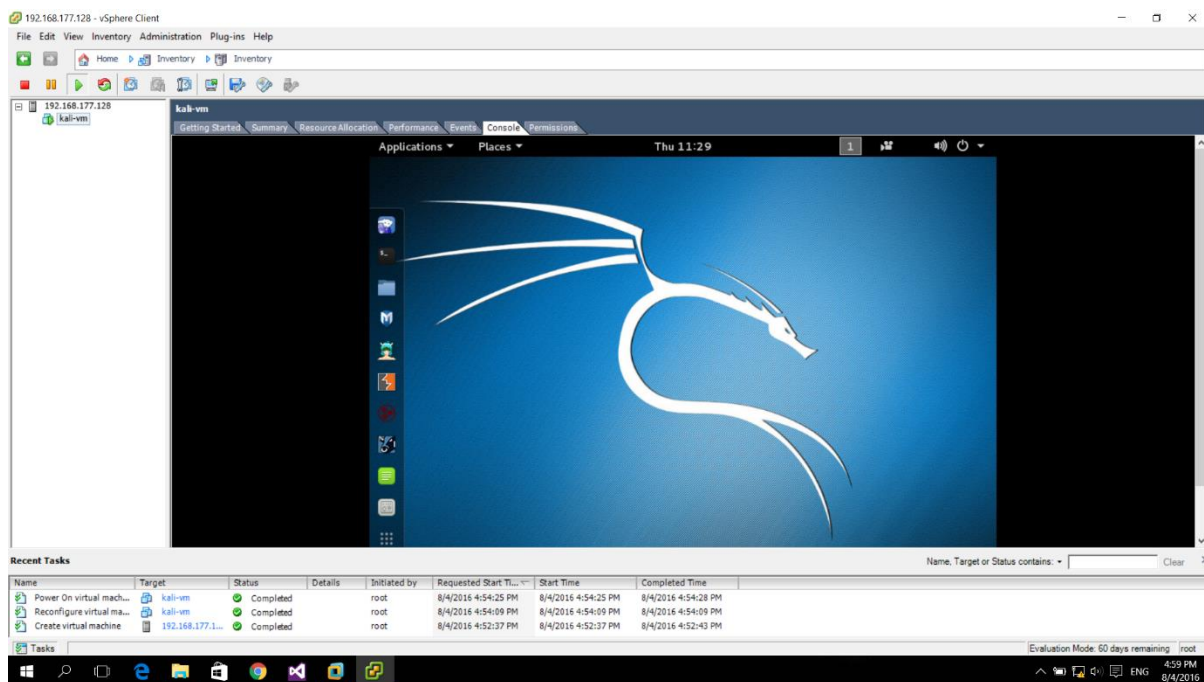 192.168.177.128 - vSphere Client
File Edit View Inventory Administration Plug-ins Help
Home Inventory Inventory
192.168.177.128
kali-vm
kali-vm
Getting Started Summary Resource Allocation Performance Events Console Permissions
Applications Places Thu 11:29 1
Recent Tasks Name, Target or Status contains: Clear
Name Target Status Details Initiated by Requested Start Ti... Start Time Completed Time
Power On virtual mach... kali-vm Completed root 8/4/2016 4:54:25 PM 8/4/2016 4:54:25 PM 8/4/2016 4:54:28 PM
Reconfigure virtual ma... kali-vm Completed root 8/4/2016 4:54:09 PM 8/4/2016 4:54:09 PM 8/4/2016 4:54:09 PM
Create virtual machine 192.168.177.1... Completed root 8/4/2016 4:52:37 PM 8/4/2016 4:52:37 PM 8/4/2016 4:52:43 PM
Tasks Evaluation Mode: 60 days remaining root
ENG 4:59 PM
8/4/2016